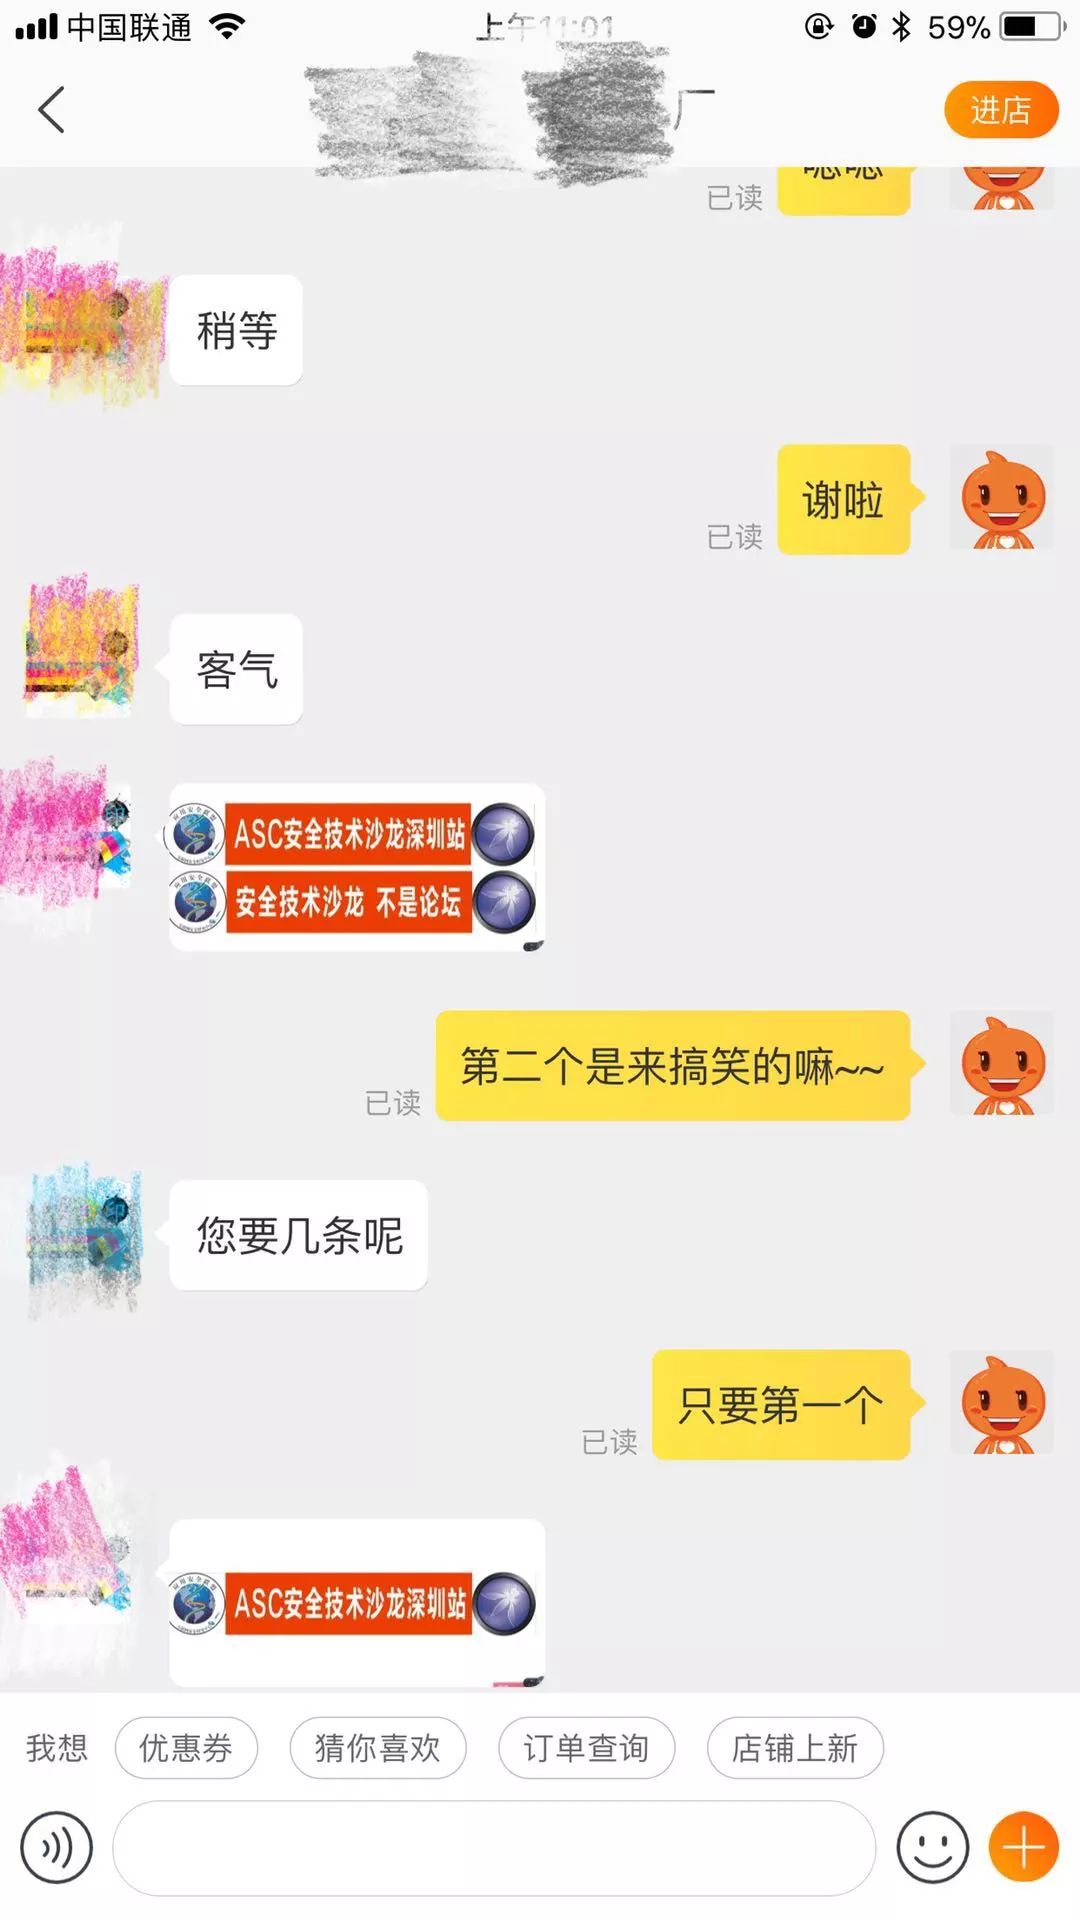 中国联通
上午11:01
59%
厂
进店
嗯嗯
已读
稍等
谢啦
已读
客气
ASC安全技术沙龙深圳站
安全技术沙龙 不是论坛
第二个是来搞笑的嘛~~
已读
您要几条呢
只要第一个
已读
ASC安全技术沙龙深圳站
我想
优惠券
猜你喜欢
订单查询
店铺上新